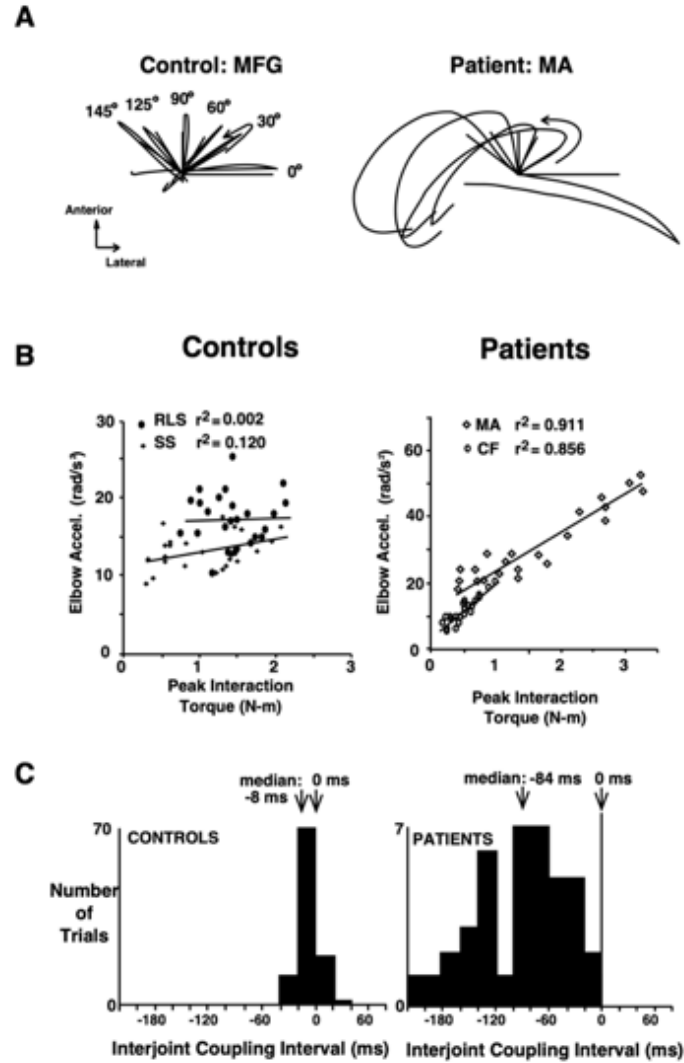 A
Control: MFG
Patient: MA
145° 125° 90° 60° 30° 0°
Anterior
Lateral
B
Controls
Patients
RLS r²=0.002
SS r²=0.120
MA r²=0.911
CF r²=0.856
Elbow Accel. (rad/s²)
30
20
10
0
0 1 2 3
Peak Interaction
Torque (N-m)
Elbow Accel. (rad/s²)
60
40
20
0
0 1 2 3
Peak Interaction
Torque (N-m)
C
median: 0 ms
-8 ms
median: -84 ms 0 ms
70
CONTROLS
7
PATIENTS
Number
of
Trials
0
0
-180 -120 -60 0 60
-180 -120 -60 0 60
Interjoint Coupling Interval (ms)
Interjoint Coupling Interval (ms)